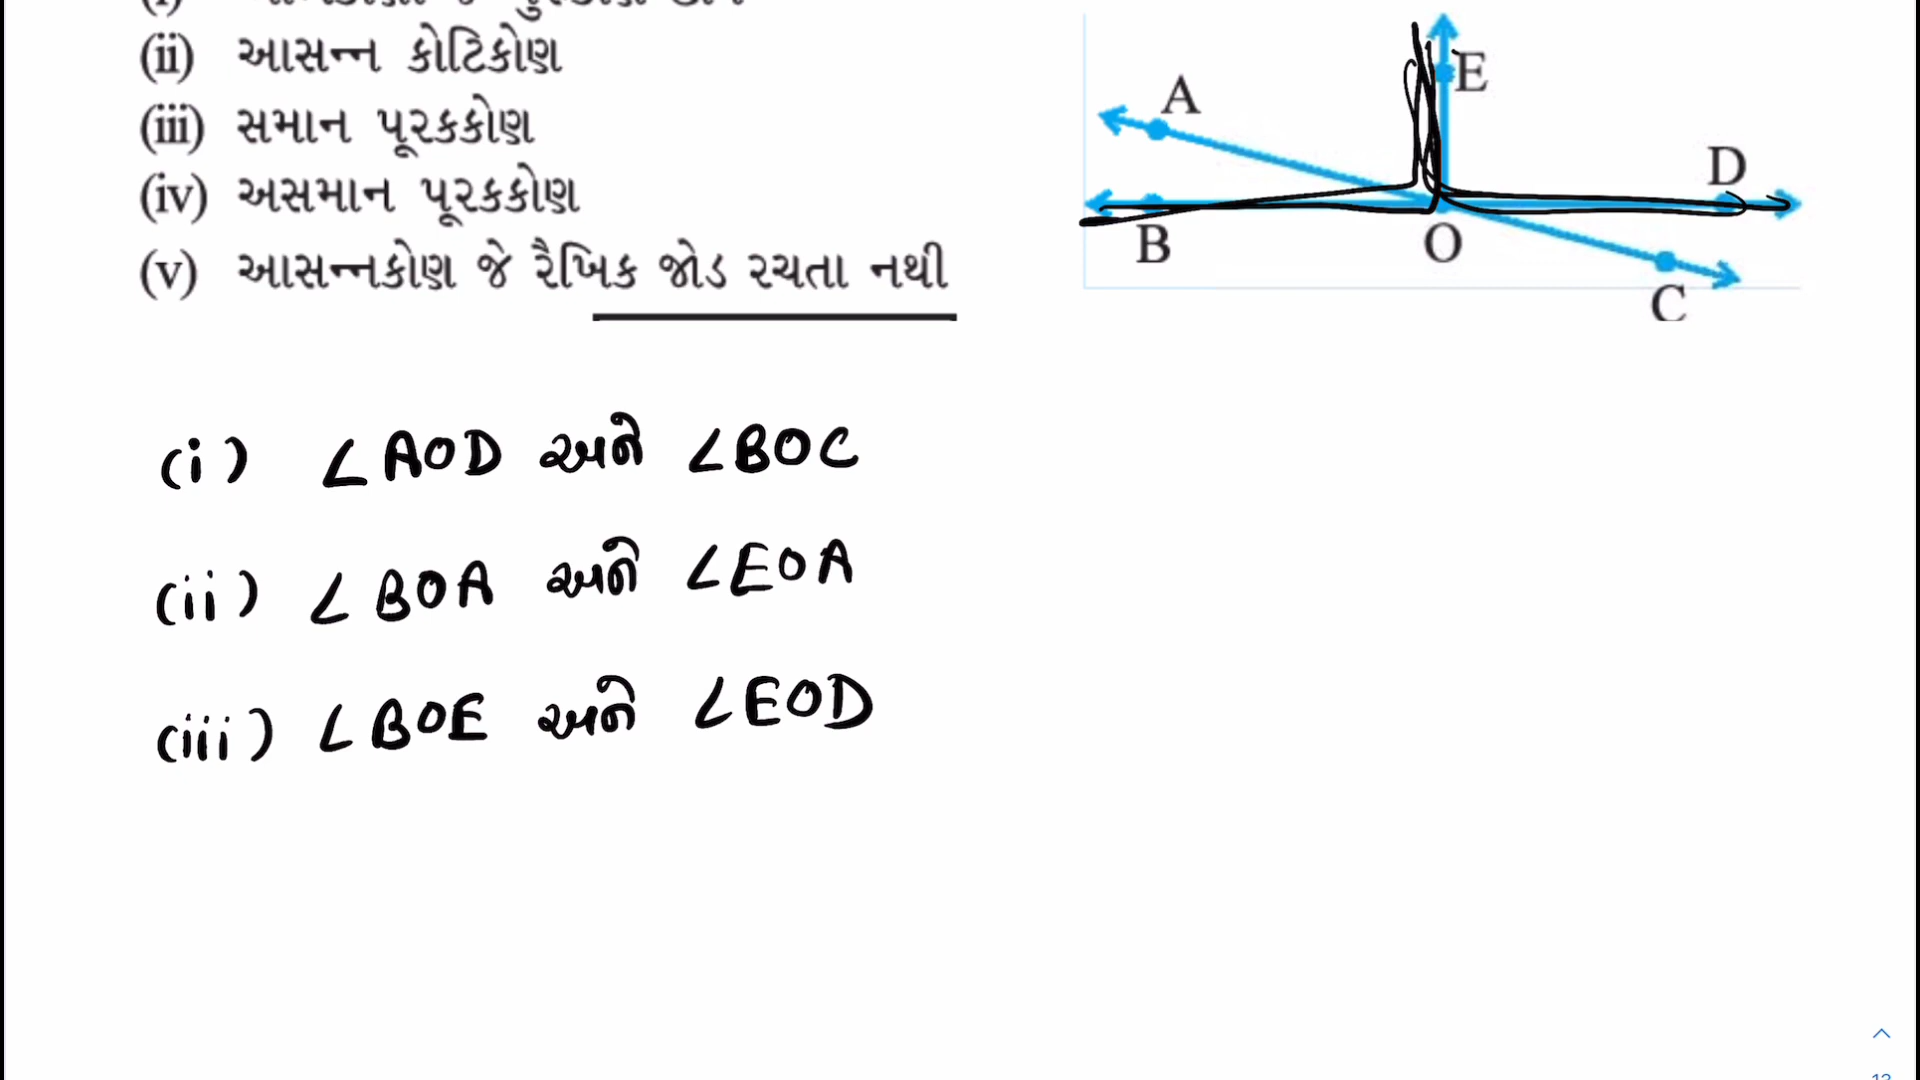 (ii) આસન્ન કોટિકોણ
(iii) સમાન પૂરકકોણ
(iv) અસમાન પૂરકકોણ
(v) આસન્નકોણ જે રૈખિક જોડ રચતા નથી
E
A
D
B
O
C
(i) ∠AOD અને ∠BOC
(ii) ∠BOA અને ∠EOA
(iii) ∠BOE અને ∠EOD